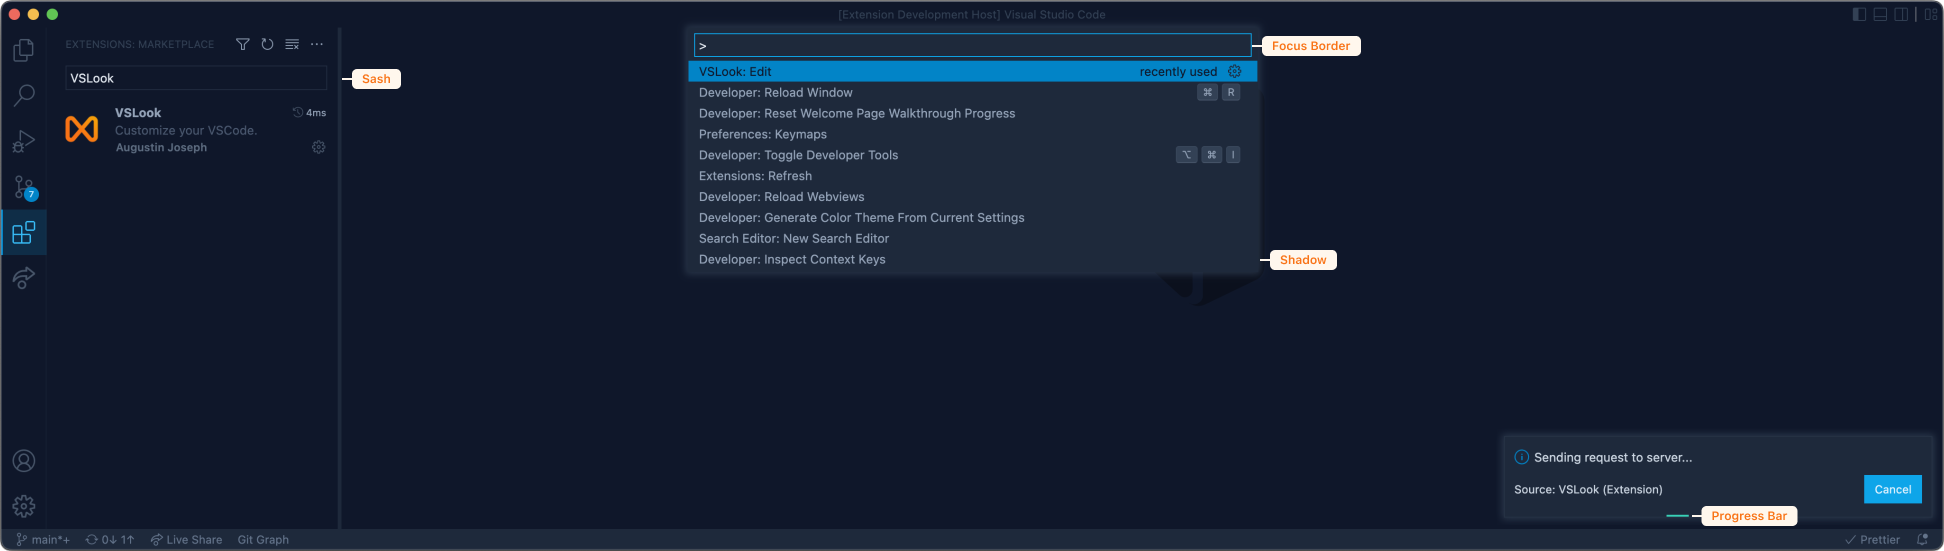 [Extension Development Host] Visual Studio Code
EXTENSIONS: MARKETPLACE
VSLook
Sash
VSLook
4ms
Customize your VSCode.
Augustin Joseph
7
>
Focus Border
VSLook: Edit recently used
Developer: Reload Window ⌘ R
Developer: Reset Welcome Page Walkthrough Progress
Preferences: Keymaps
Developer: Toggle Developer Tools ⌥ ⌘ I
Extensions: Refresh
Developer: Reload Webviews
Developer: Generate Color Theme From Current Settings
Search Editor: New Search Editor
Developer: Inspect Context Keys
Shadow
Sending request to server...
Source: VSLook (Extension)
Cancel
Progress Bar
main*+ 0↓ 1↑ Live Share Git Graph
Prettier